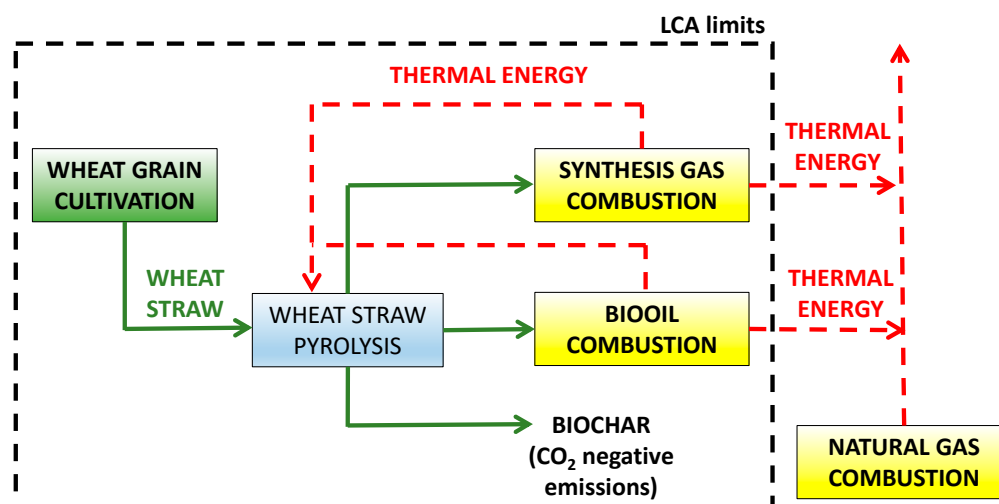 LCA limits
THERMAL ENERGY
WHEAT GRAIN
CULTIVATION
SYNTHESIS GAS
COMBUSTION
THERMAL
ENERGY
WHEAT
STRAW
WHEAT STRAW
PYROLYSIS
BIOOIL
COMBUSTION
THERMAL
ENERGY
BIOCHAR
(CO₂ negative
emissions)
NATURAL GAS
COMBUSTION